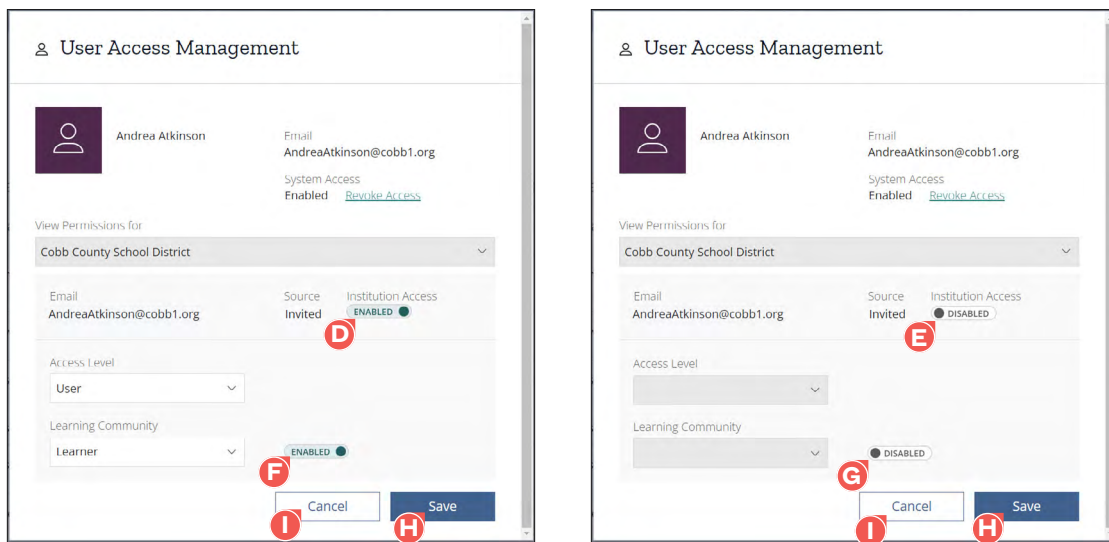 User Access Management
Andrea Atkinson
Email
AndreaAtkinson@cobb1.org
System Access
Enabled Revoke Access
View Permissions for
Cobb County School District
Email Source Institution Access
AndreaAtkinson@cobb1.org Invited ENABLED
D
Access Level
User
Learning Community
Learner ENABLED
F
Cancel Save
I H
User Access Management
Andrea Atkinson
Email
AndreaAtkinson@cobb1.org
System Access
Enabled Revoke Access
View Permissions for
Cobb County School District
Email Source Institution Access
AndreaAtkinson@cobb1.org Invited DISABLED
E
Access Level
Learning Community
DISABLED
G
Cancel Save
I H